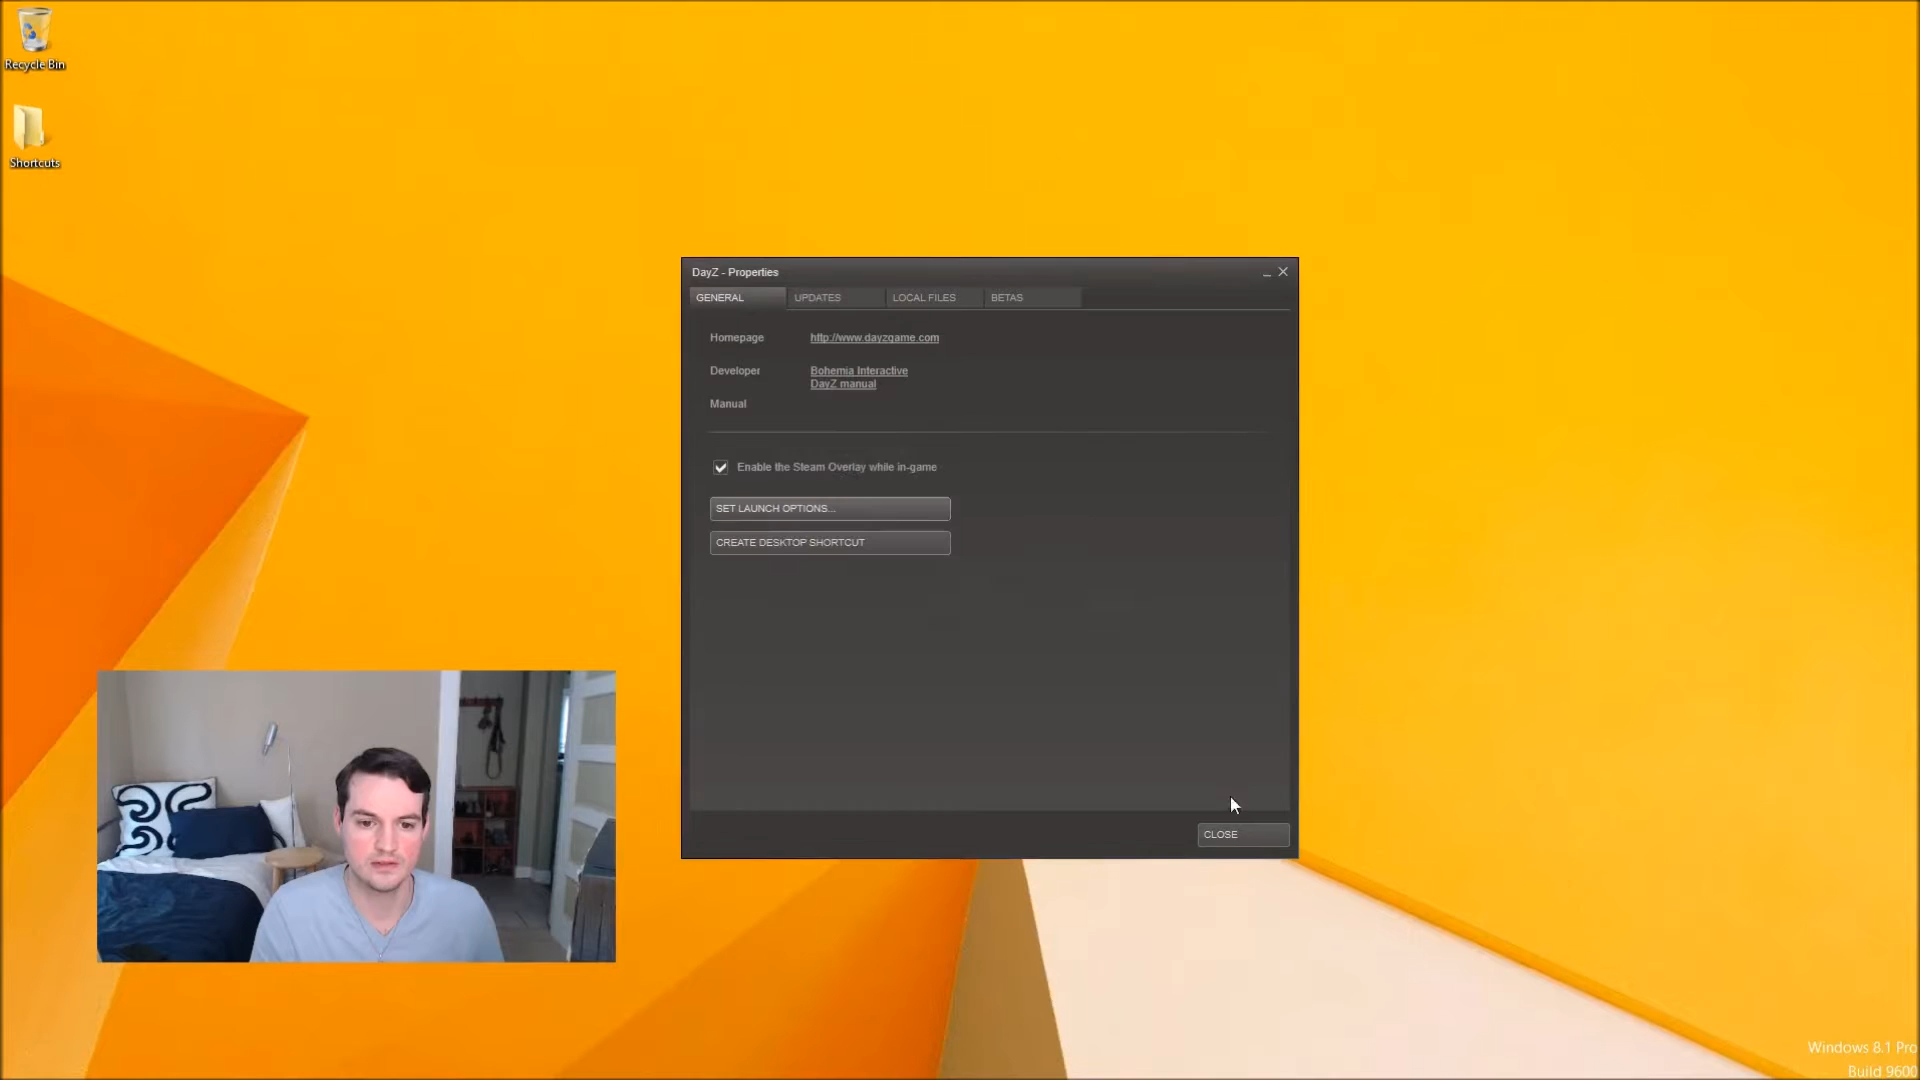 Recycle Bin
Shortcuts
DayZ - Properties
GENERAL
UPDATES
LOCAL FILES
BETAS
Homepage
http://www.dayzgame.com
Developer
Bohemia Interactive
DayZ manual
Manual
Enable the Steam Overlay while in-game
SET LAUNCH OPTIONS...
CREATE DESKTOP SHORTCUT
CLOSE
Windows 8.1 Pro
Build 9600